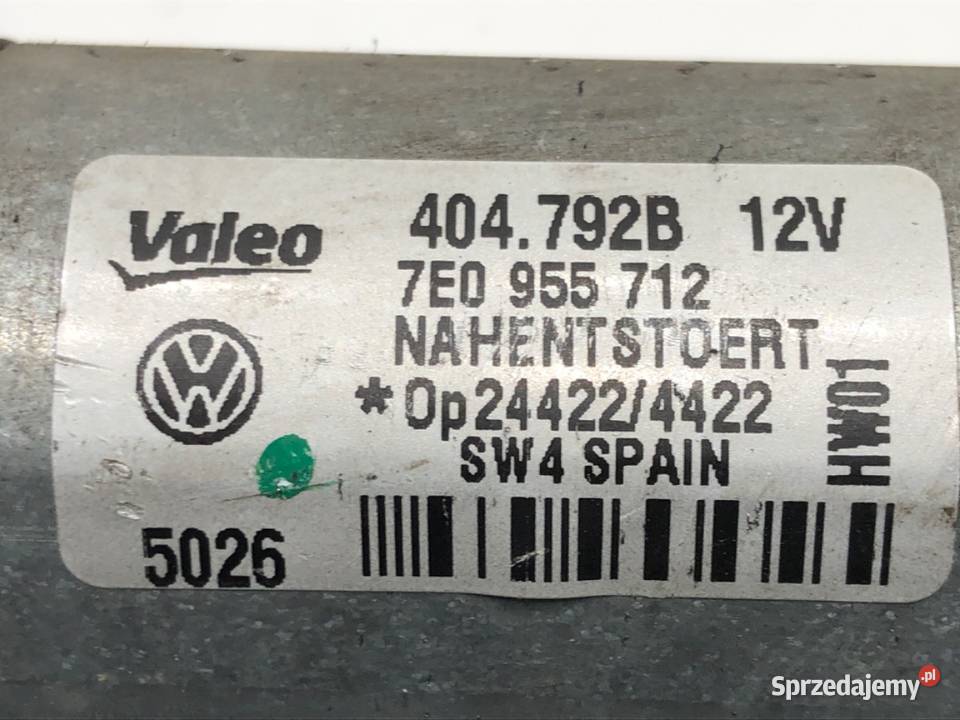 Valeo 404.792B 12V
7E0 955 712
NAHENTSTOERT
*Op24422/4422
SW4 SPAIN
HW01
5026
Sprzedajemy.pl